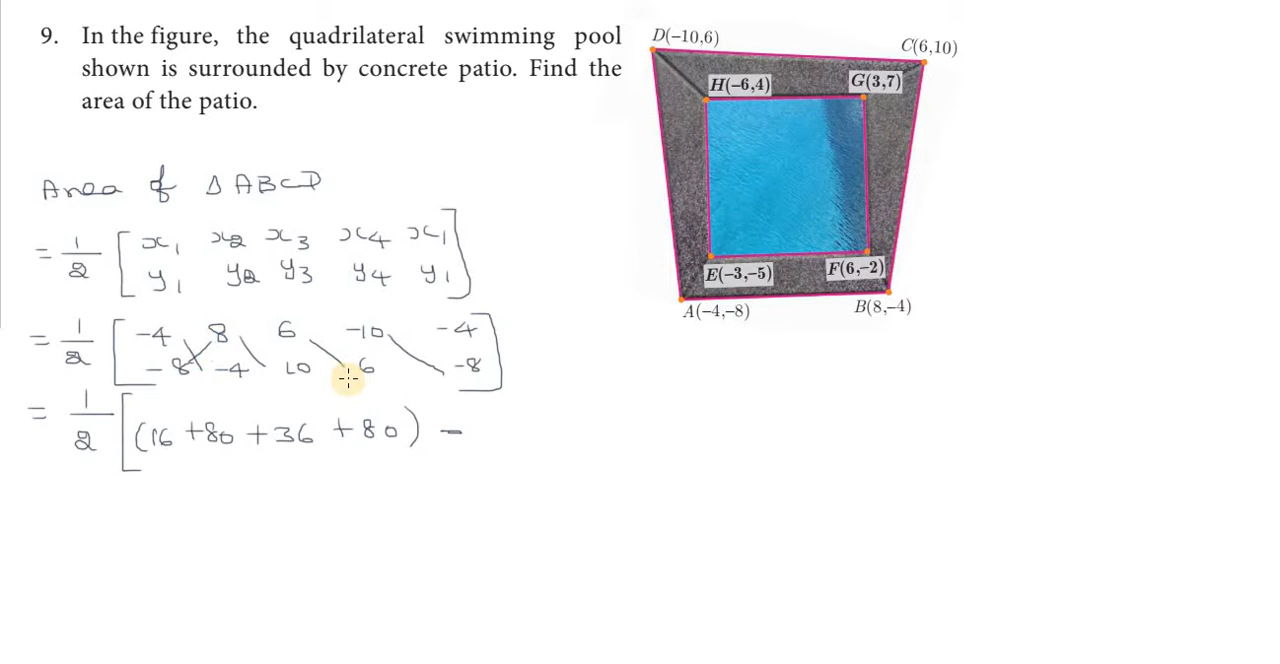 9. In the figure, the quadrilateral swimming pool
shown is surrounded by concrete patio. Find the
area of the patio.
D(−10,6)
C(6,10)
H(−6,4)
G(3,7)
E(−3,−5)
F(6,−2)
A(−4,−8)
B(8,−4)
Area of Δ ABCD
= 1/2 [ x₁ x₂ x₃ x₄ x₁
y₁ y₂ y₃ y₄ y₁ ]
= 1/2 [ −4 8 6 −10 −4
−8 −4 10 6 −8 ]
= 1/2 [ (16 +80 +36 +80) −